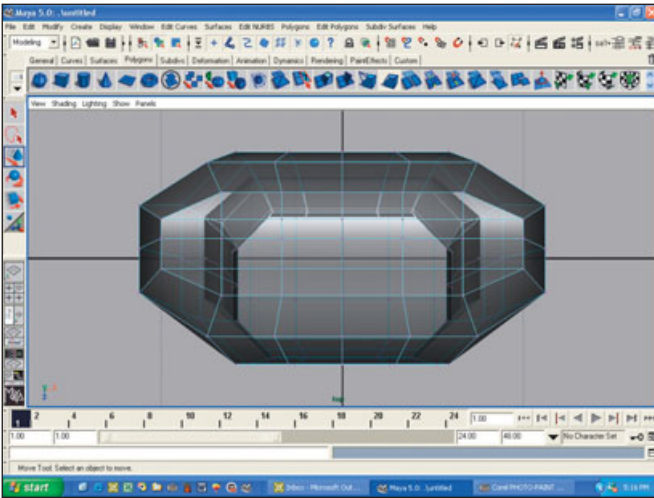 Maya 5.0: .\untitled
File Edit Modify Create Display Window Edit Curves Surfaces Edit NURBS Polygons Edit Polygons Subdiv Surfaces Help
Modeling
General Curves Surfaces Polygons Subdivs Deformation Animation Dynamics Rendering PaintEffects Custom
View Shading Lighting Show Panels
top
2 4 6 8 10 12 14 16 18 20 22 24 1.00
1.00 1.00 24.00 48.00 No Character Set
Move Tool: Select an object to move.
start Inbox - Microsoft Out... Maya 5.0: .\untitled Corel PHOTO-PAINT ... 5:16 PM